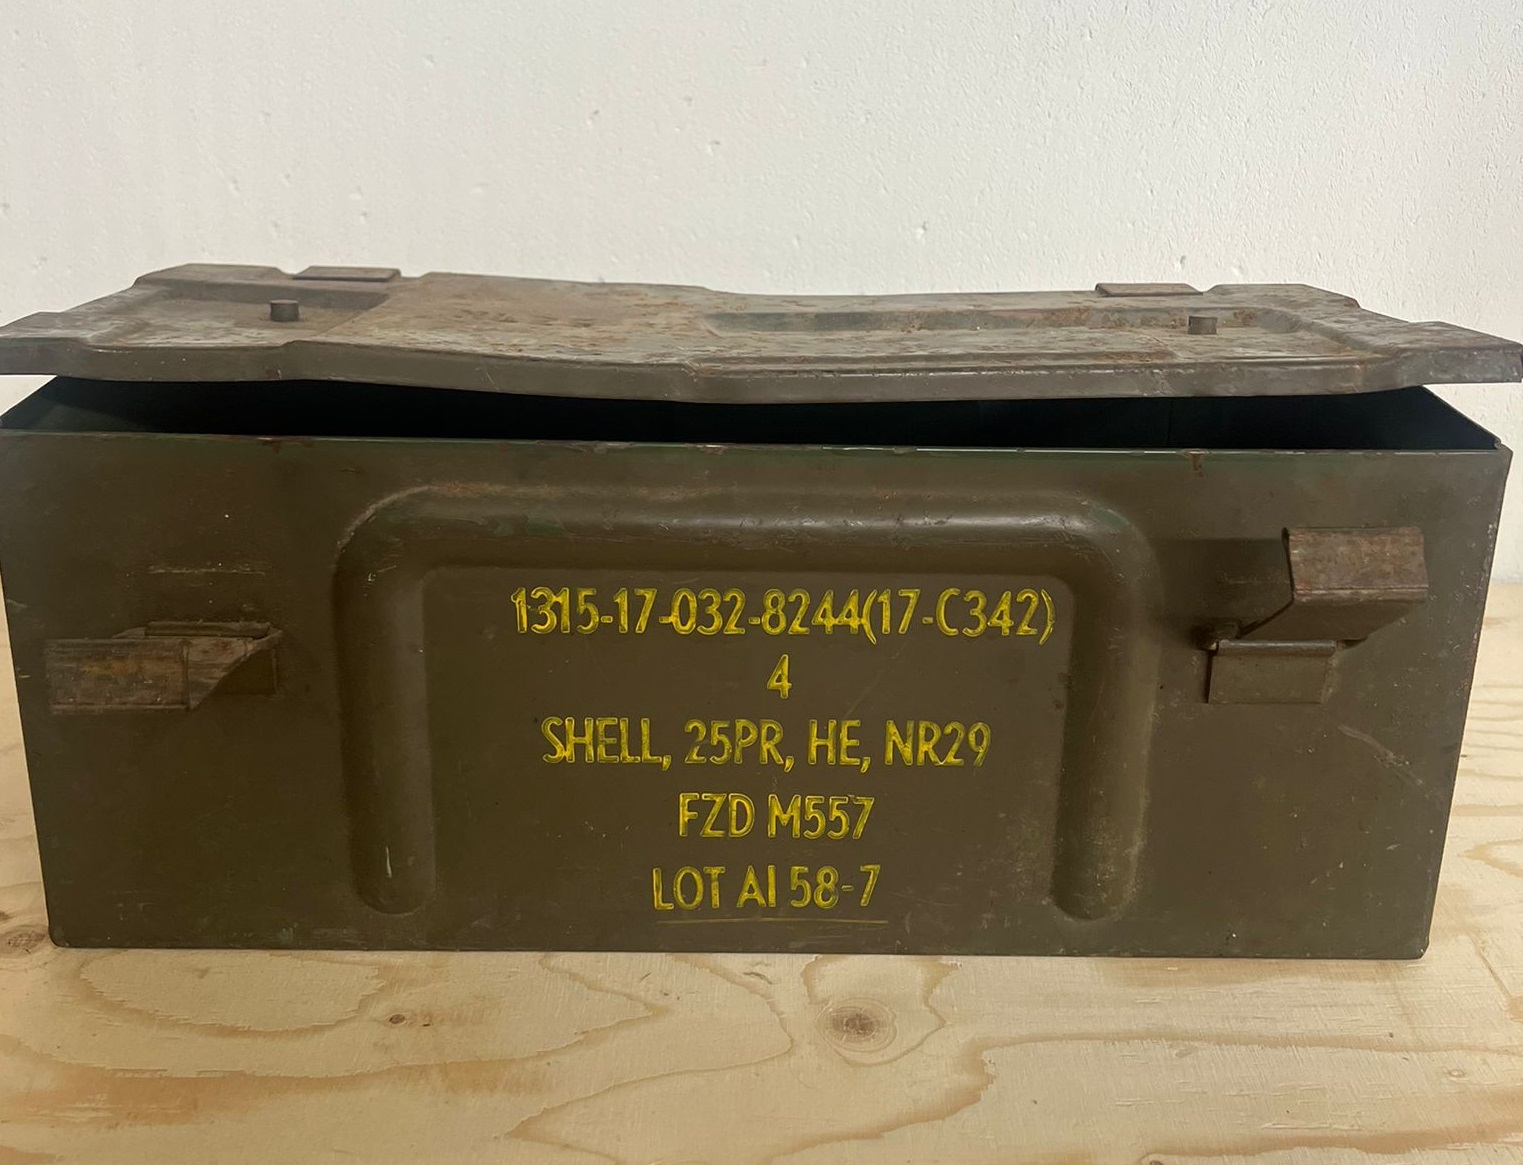 1315-17-032-8244(17-C342)
4
SHELL, 25PR, HE, NR29
FZD M557
LOT AI 58-7